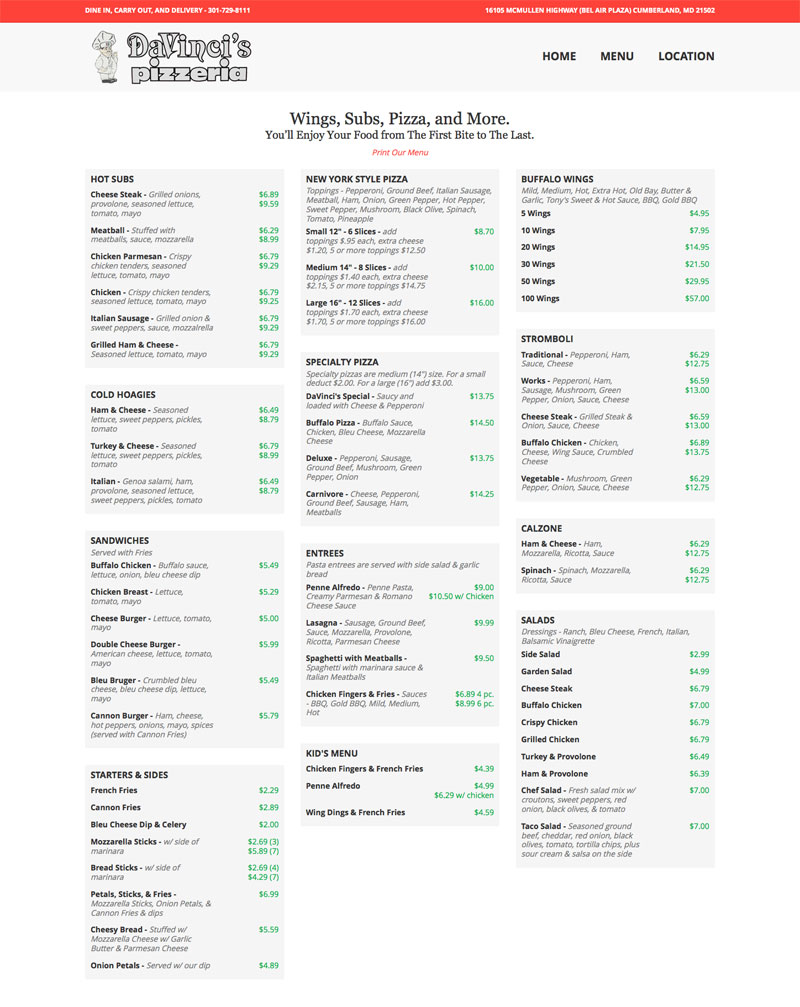 DINE IN, CARRY OUT, AND DELIVERY - 301-729-8111
16105 MCMULLEN HIGHWAY (BEL AIR PLAZA) CUMBERLAND, MD 21502
DaVinci's
pizzeria
HOME
MENU
LOCATION
Wings, Subs, Pizza, and More.
You'll Enjoy Your Food from The First Bite to The Last.
Print Our Menu
HOT SUBS
Cheese Steak - Grilled onions, $6.89
provolone, seasoned lettuce, $9.59
tomato, mayo
Meatball - Stuffed with $6.29
meatballs, sauce, mozzarella $8.99
Chicken Parmesan - Crispy $6.79
chicken tenders, seasoned $9.29
lettuce, tomato, mayo
Chicken - Crispy chicken tenders, $6.79
seasoned lettuce, tomato, mayo $9.25
Italian Sausage - Grilled onion & $6.79
sweet peppers, sauce, mozzalrella $9.29
Grilled Ham & Cheese - $6.79
Seasoned lettuce, tomato, mayo $9.29
COLD HOAGIES
Ham & Cheese - Seasoned $6.49
lettuce, sweet peppers, pickles, $8.79
tomato
Turkey & Cheese - Seasoned $6.79
lettuce, sweet peppers, pickles, $8.99
tomato
Italian - Genoa salami, ham, $6.49
provolone, seasoned lettuce, $8.79
sweet peppers, pickles, tomato
SANDWICHES
Served with Fries
Buffalo Chicken - Buffalo sauce, $5.49
lettuce, onion, bleu cheese dip
Chicken Breast - Lettuce, $5.29
tomato, mayo
Cheese Burger - Lettuce, tomato, $5.00
mayo
Double Cheese Burger - $5.99
American cheese, lettuce, tomato,
mayo
Bleu Bruger - Crumbled bleu $5.49
cheese, bleu cheese dip, lettuce,
mayo
Cannon Burger - Ham, cheese, $5.79
hot peppers, onions, mayo, spices
(served with Cannon Fries)
STARTERS & SIDES
French Fries $2.29
Cannon Fries $2.89
Bleu Cheese Dip & Celery $2.00
Mozzarella Sticks - w/ side of $2.69 (3)
marinara $5.89 (7)
Bread Sticks - w/ side of $2.69 (4)
marinara $4.29 (7)
Petals, Sticks, & Fries - $6.99
Mozzarella Sticks, Onion Petals, &
Cannon Fries & dips
Cheesy Bread - Stuffed w/ $5.59
Mozzarella Cheese w/ Garlic
Butter & Parmesan Cheese
Onion Petals - Served w/ our dip $4.89
NEW YORK STYLE PIZZA
Toppings - Pepperoni, Ground Beef, Italian Sausage,
Meatball, Ham, Onion, Green Pepper, Hot Pepper,
Sweet Pepper, Mushroom, Black Olive, Spinach,
Tomato, Pineapple
Small 12" - 6 Slices - add $8.70
toppings $.95 each, extra cheese
$1.20, 5 or more toppings $12.50
Medium 14" - 8 Slices - add $10.00
toppings $1.40 each, extra cheese
$2.15, 5 or more toppings $14.75
Large 16" - 12 Slices - add $16.00
toppings $1.70 each, extra cheese
$1.70, 5 or more toppings $16.00
SPECIALTY PIZZA
Specialty pizzas are medium (14") size. For a small
deduct $2.00. For a large (16") add $3.00.
DaVinci's Special - Saucy and $13.75
loaded with Cheese & Pepperoni
Buffalo Pizza - Buffalo Sauce, $14.50
Chicken, Bleu Cheese, Mozzarella
Cheese
Deluxe - Pepperoni, Sausage, $13.75
Ground Beef, Mushroom, Green
Pepper, Onion
Carnivore - Cheese, Pepperoni, $14.25
Ground Beef, Sausage, Ham,
Meatballs
ENTREES
Pasta entrees are served with side salad & garlic
bread
Penne Alfredo - Penne Pasta, $9.00
Creamy Parmesan & Romano $10.50 w/ Chicken
Cheese Sauce
Lasagna - Sausage, Ground Beef, $9.99
Sauce, Mozzarella, Provolone,
Ricotta, Parmesan Cheese
Spaghetti with Meatballs - $9.50
Spaghetti with marinara sauce &
Italian Meatballs
Chicken Fingers & Fries - Sauces $6.89 4 pc.
- BBQ, Gold BBQ, Mild, Medium, $8.99 6 pc.
Hot
KID'S MENU
Chicken Fingers & French Fries $4.39
Penne Alfredo $4.99
$6.29 w/ chicken
Wing Dings & French Fries $4.59
BUFFALO WINGS
Mild, Medium, Hot, Extra Hot, Old Bay, Butter &
Garlic, Tony's Sweet & Hot Sauce, BBQ, Gold BBQ
5 Wings $4.95
10 Wings $7.95
20 Wings $14.95
30 Wings $21.50
50 Wings $29.95
100 Wings $57.00
STROMBOLI
Traditional - Pepperoni, Ham, $6.29
Sauce, Cheese $12.75
Works - Pepperoni, Ham, $6.59
Sausage, Mushroom, Green $13.00
Pepper, Onion, Sauce, Cheese
Cheese Steak - Grilled Steak & $6.59
Onion, Sauce, Cheese $13.00
Buffalo Chicken - Chicken, $6.89
Cheese, Wing Sauce, Crumbled $13.75
Cheese
Vegetable - Mushroom, Green $6.29
Pepper, Onion, Sauce, Cheese $12.75
CALZONE
Ham & Cheese - Ham, $6.29
Mozzarella, Ricotta, Sauce $12.75
Spinach - Spinach, Mozzarella, $6.29
Ricotta, Sauce $12.75
SALADS
Dressings - Ranch, Bleu Cheese, French, Italian,
Balsamic Vinaigrette
Side Salad $2.99
Garden Salad $4.99
Cheese Steak $6.79
Buffalo Chicken $7.00
Crispy Chicken $6.79
Grilled Chicken $6.79
Turkey & Provolone $6.49
Ham & Provolone $6.39
Chef Salad - Fresh salad mix w/ $7.00
croutons, sweet peppers, red
onion, black olives, & tomato
Taco Salad - Seasoned ground $7.00
beef, cheddar, red onion, black
olives, tomato, tortilla chips, plus
sour cream & salsa on the side